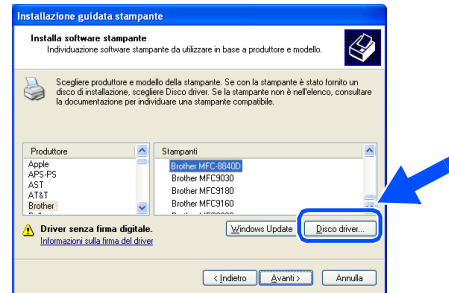 Installazione guidata stampante
Installa software stampante
Individuazione software stampante da utilizzare in base a produttore e modello.
Scegliere produttore e modello della stampante. Se con la stampante è stato fornito un
disco di installazione, scegliere Disco driver. Se la stampante non è nell'elenco, consultare
la documentazione per individuare una stampante compatibile.
Produttore
Apple
APS-PS
AST
AT&T
Brother
Stampanti
Brother MFC-8840D
Brother MFC9030
Brother MFC9180
Brother MFC9160
Driver senza firma digitale.
Informazioni sulla firma del driver
Windows Update
Disco driver...
< Indietro
Avanti >
Annulla